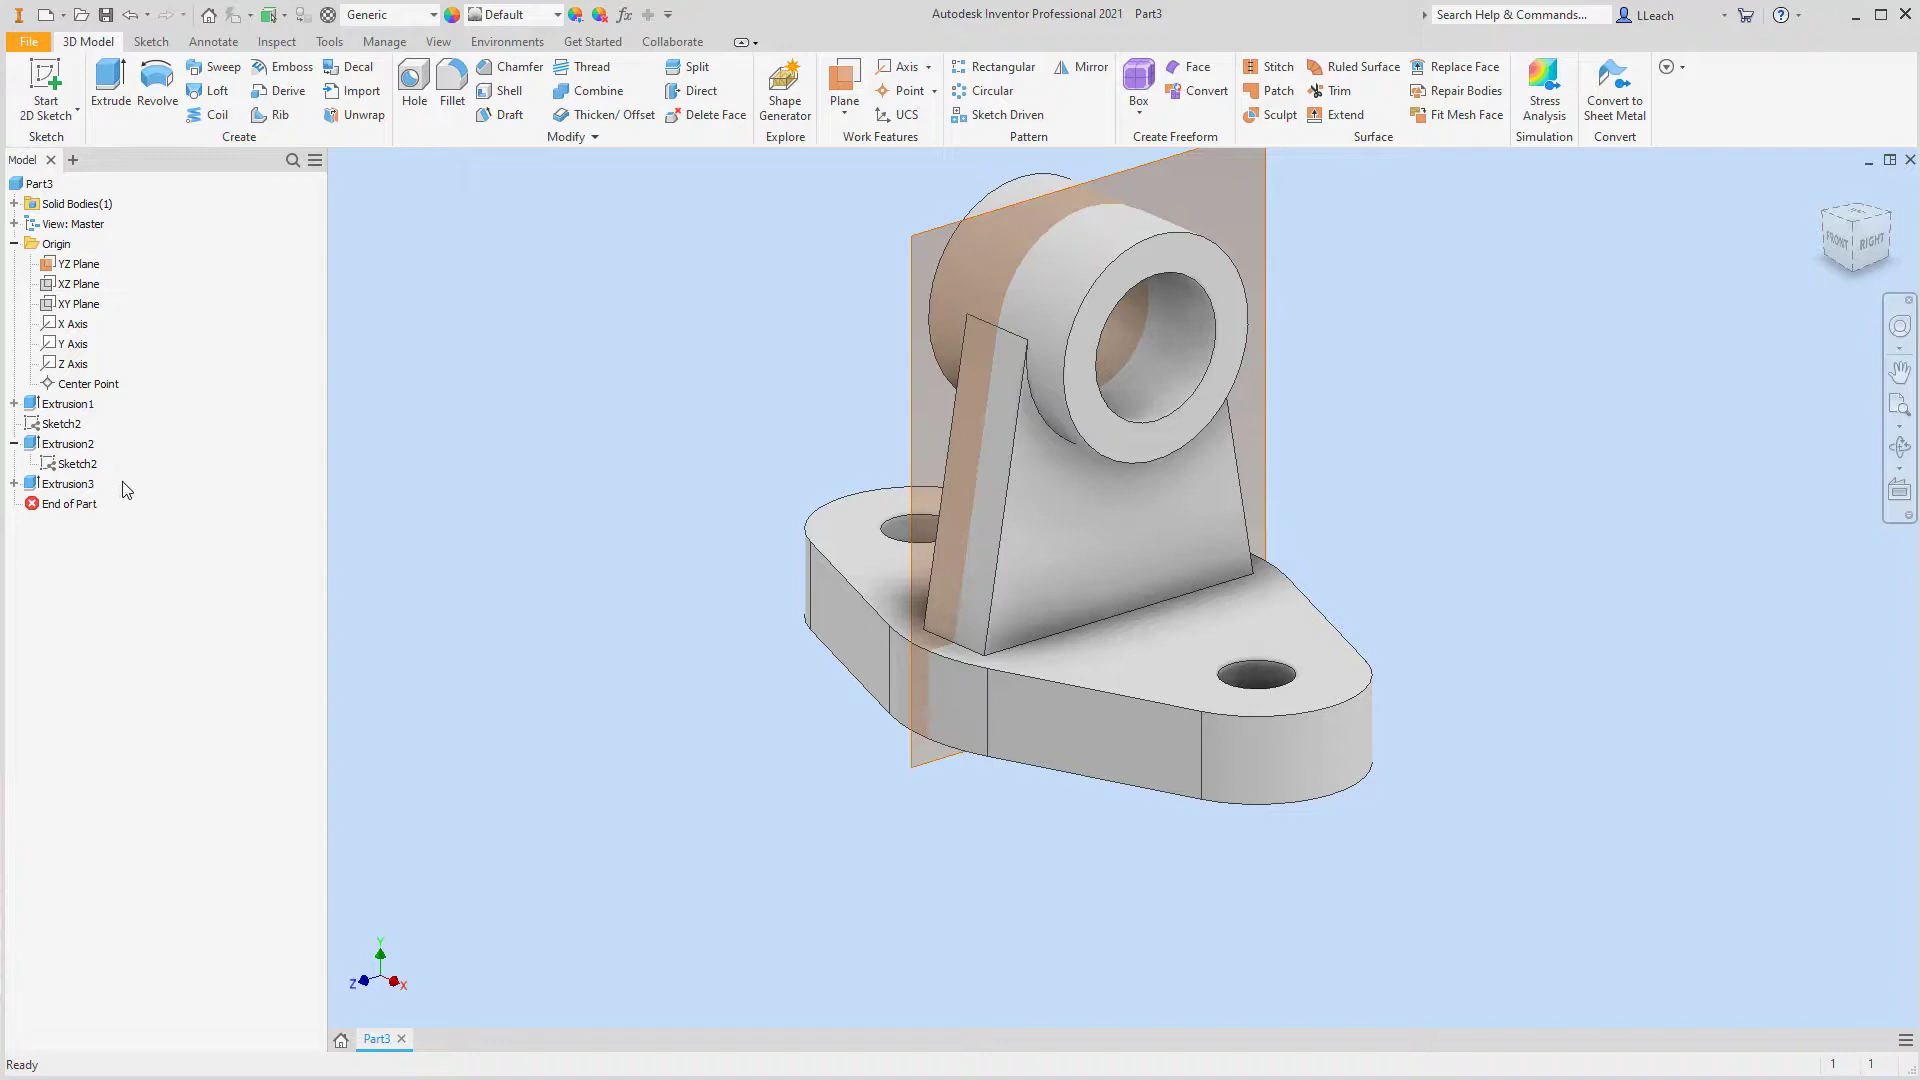 Generic
Default
Autodesk Inventor Professional 2021 Part3
Search Help & Commands...
LLeach
File 3D Model Sketch Annotate Inspect Tools Manage View Environments Get Started Collaborate
Start
2D Sketch
Sketch
Extrude
Revolve
Sweep
Loft
Coil
Emboss
Derive
Rib
Decal
Import
Unwrap
Create
Hole
Fillet
Chamfer
Shell
Draft
Thread
Combine
Thicken/ Offset
Split
Direct
Delete Face
Modify
Shape
Generator
Explore
Plane
Axis
Point
UCS
Work Features
Rectangular
Circular
Sketch Driven
Mirror
Pattern
Box
Face
Convert
Create Freeform
Stitch
Patch
Sculpt
Ruled Surface
Trim
Extend
Replace Face
Repair Bodies
Fit Mesh Face
Surface
Stress
Analysis
Simulation
Convert to
Sheet Metal
Convert
Model
Part3
Solid Bodies(1)
View: Master
Origin
YZ Plane
XZ Plane
XY Plane
X Axis
Y Axis
Z Axis
Center Point
Extrusion1
Sketch2
Extrusion2
Sketch2
Extrusion3
End of Part
FRONT
RIGHT
Y
Z
X
Part3
Ready
1 1